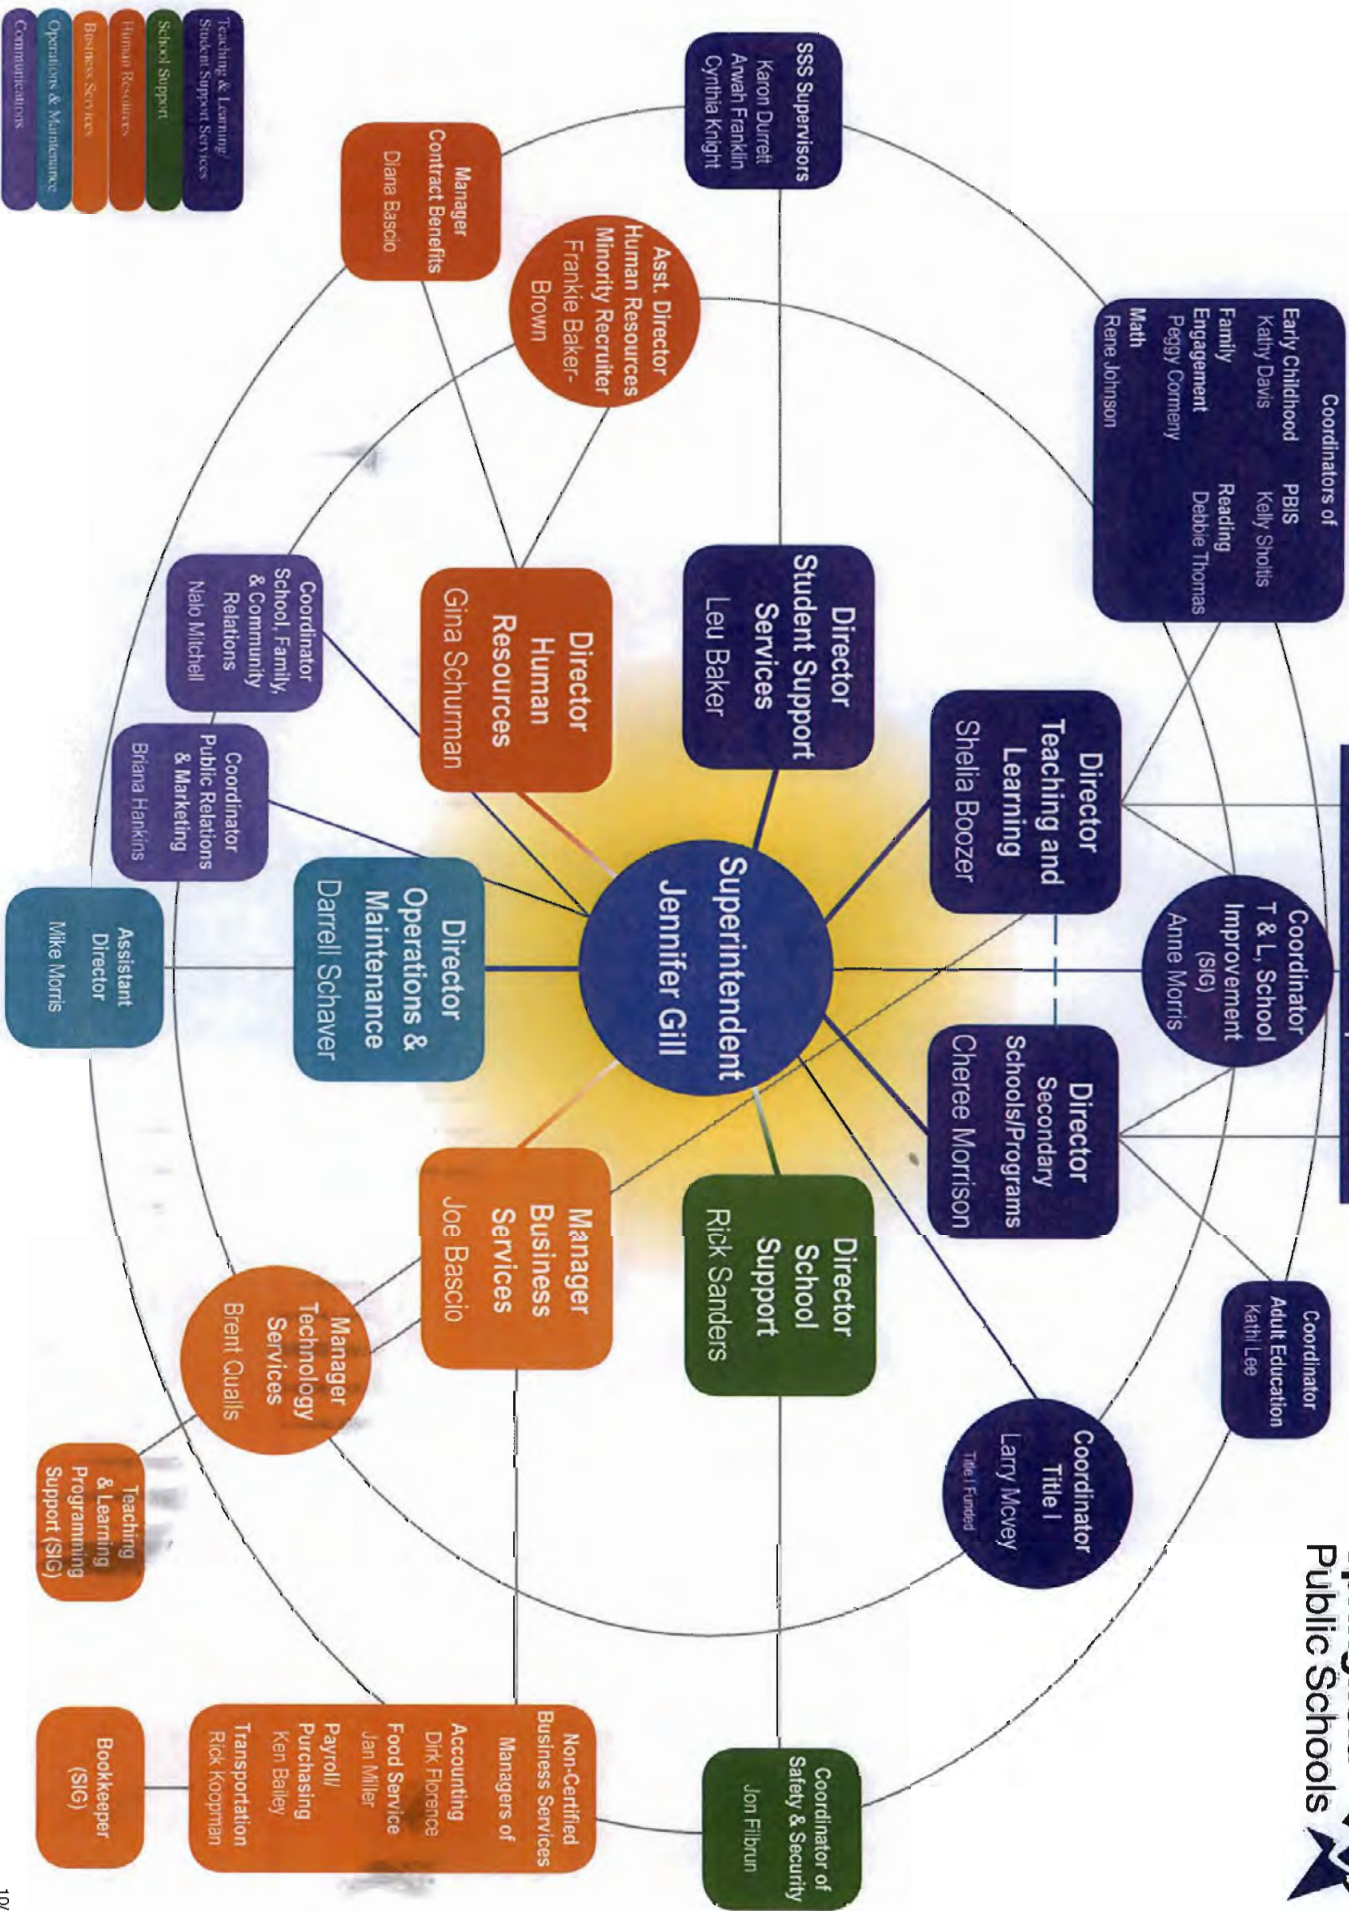 Public Schools
Coordinators of
Early Childhood
Kathy Davis
Family
Engagement
Peggy Cormeny
Math
Rene Johnson
PBIS
Kelly Sholtis
Reading
Debbie Thomas
Coordinator
T & L, School
Improvement
(SIG)
Anne Morris
Coordinator
Adult Education
Kathi Lee
Director
Teaching and
Learning
Shelia Boozer
Director
Secondary
Schools/Programs
Cheree Morrison
Coordinator
Title I
Larry Mcvey
Title I Funded
SSS Supervisors
Karon Durrett
Arwah Franklin
Cynthia Knight
Director
Student Support
Services
Leu Baker
Superintendent
Jennifer Gill
Director
School
Support
Rick Sanders
Coordinator of
Safety & Security
Jon Filbrun
Asst. Director
Human Resources
Minority Recruiter
Frankie Baker-
Brown
Manager
Contract Benefits
Diana Bascio
Director
Human
Resources
Gina Schurman
Manager
Business
Services
Joe Bascio
Non-Certified
Business Services
Managers of
Accounting
Dirk Florence
Food Service
Jan Miller
Payroll/
Purchasing
Ken Bailey
Transportation
Rick Koopman
Director
Operations &
Maintenance
Darrell Schaver
Coordinator
School, Family,
& Community
Relations
Nalo Mitchell
Coordinator
Public Relations
& Marketing
Briana Hankins
Manager
Technology
Services
Brent Qualls
Assistant
Director
Mike Morris
Teaching
& Learning
Programming
Support (SIG)
Bookkeeper
(SIG)
Teaching & Learning/
Student Support Services
School Support
Human Resources
Business Services
Operations & Maintenance
Communications
10/